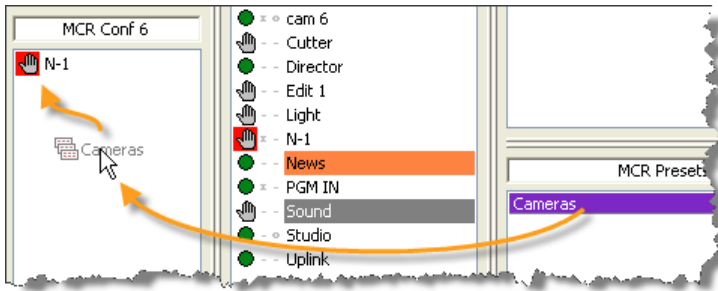 MCR Conf 6
N-1
Cameras
x o cam 6
- - Cutter
- - Director
- - Edit 1
- - Light
x - N-1
- - News
x - PGM IN
- - Sound
- o Studio
- - Uplink
MCR Presets
Cameras